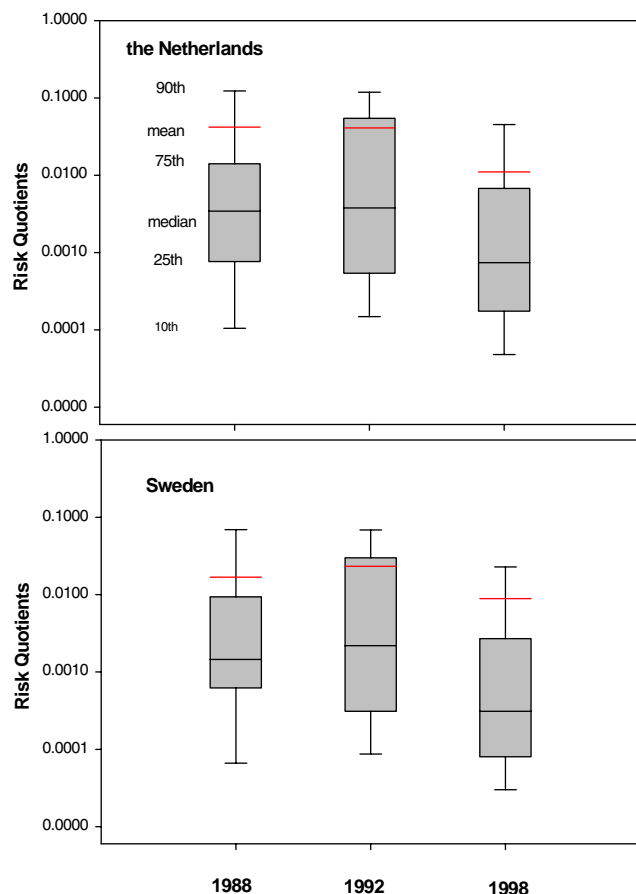 1.0000
the Netherlands
90th
0.1000
mean
75th
0.0100
median
0.0010
25th
10th
0.0001
0.0000
Risk Quotients
1.0000
Sweden
0.1000
0.0100
0.0010
0.0001
0.0000
Risk Quotients
1988 1992 1998